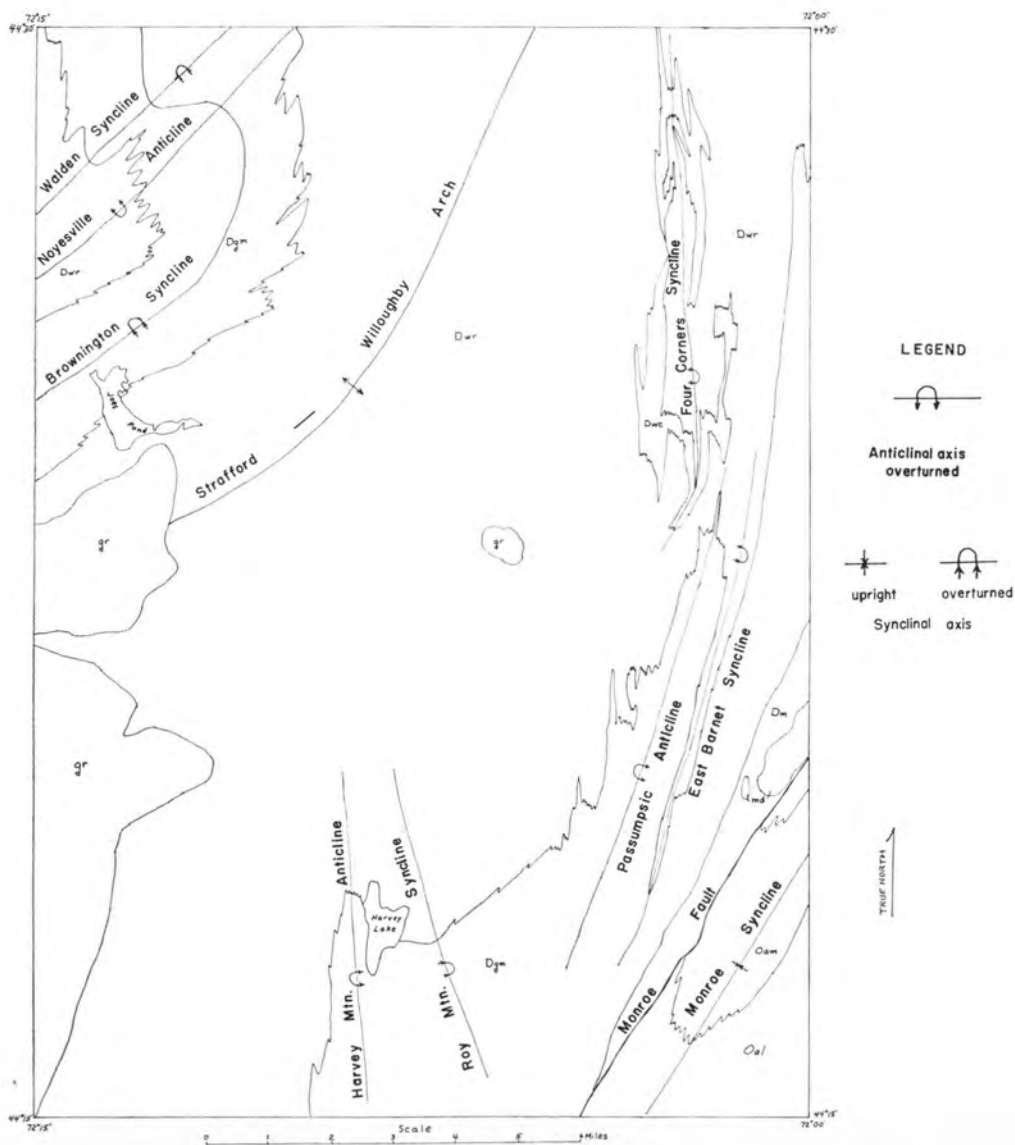 72°15'
72°00'
44°30'
44°30
Walden Syncline
Noyesville Anticline
Dwr
Dgm
Brownington Syncline
Joes Pond
Strafford Willoughby Arch
Dwr
Dwr
Four Corners Syncline
Dwc
gr
gr
gr
Passumpsic Anticline
East Barnet Syncline
Dm
md
Harvey Mtn. Anticline
Harvey Lake
Roy Mtn. Syncline
Dgm
Monroe Fault
Monroe Syncline
Oam
Oal
44°15'
72°15'
72°00'
44°15'
Scale
0 1 2 3 4 5 6 Miles
LEGEND
Anticlinal axis
overturned
upright overturned
Synclinal axis
TRUE NORTH